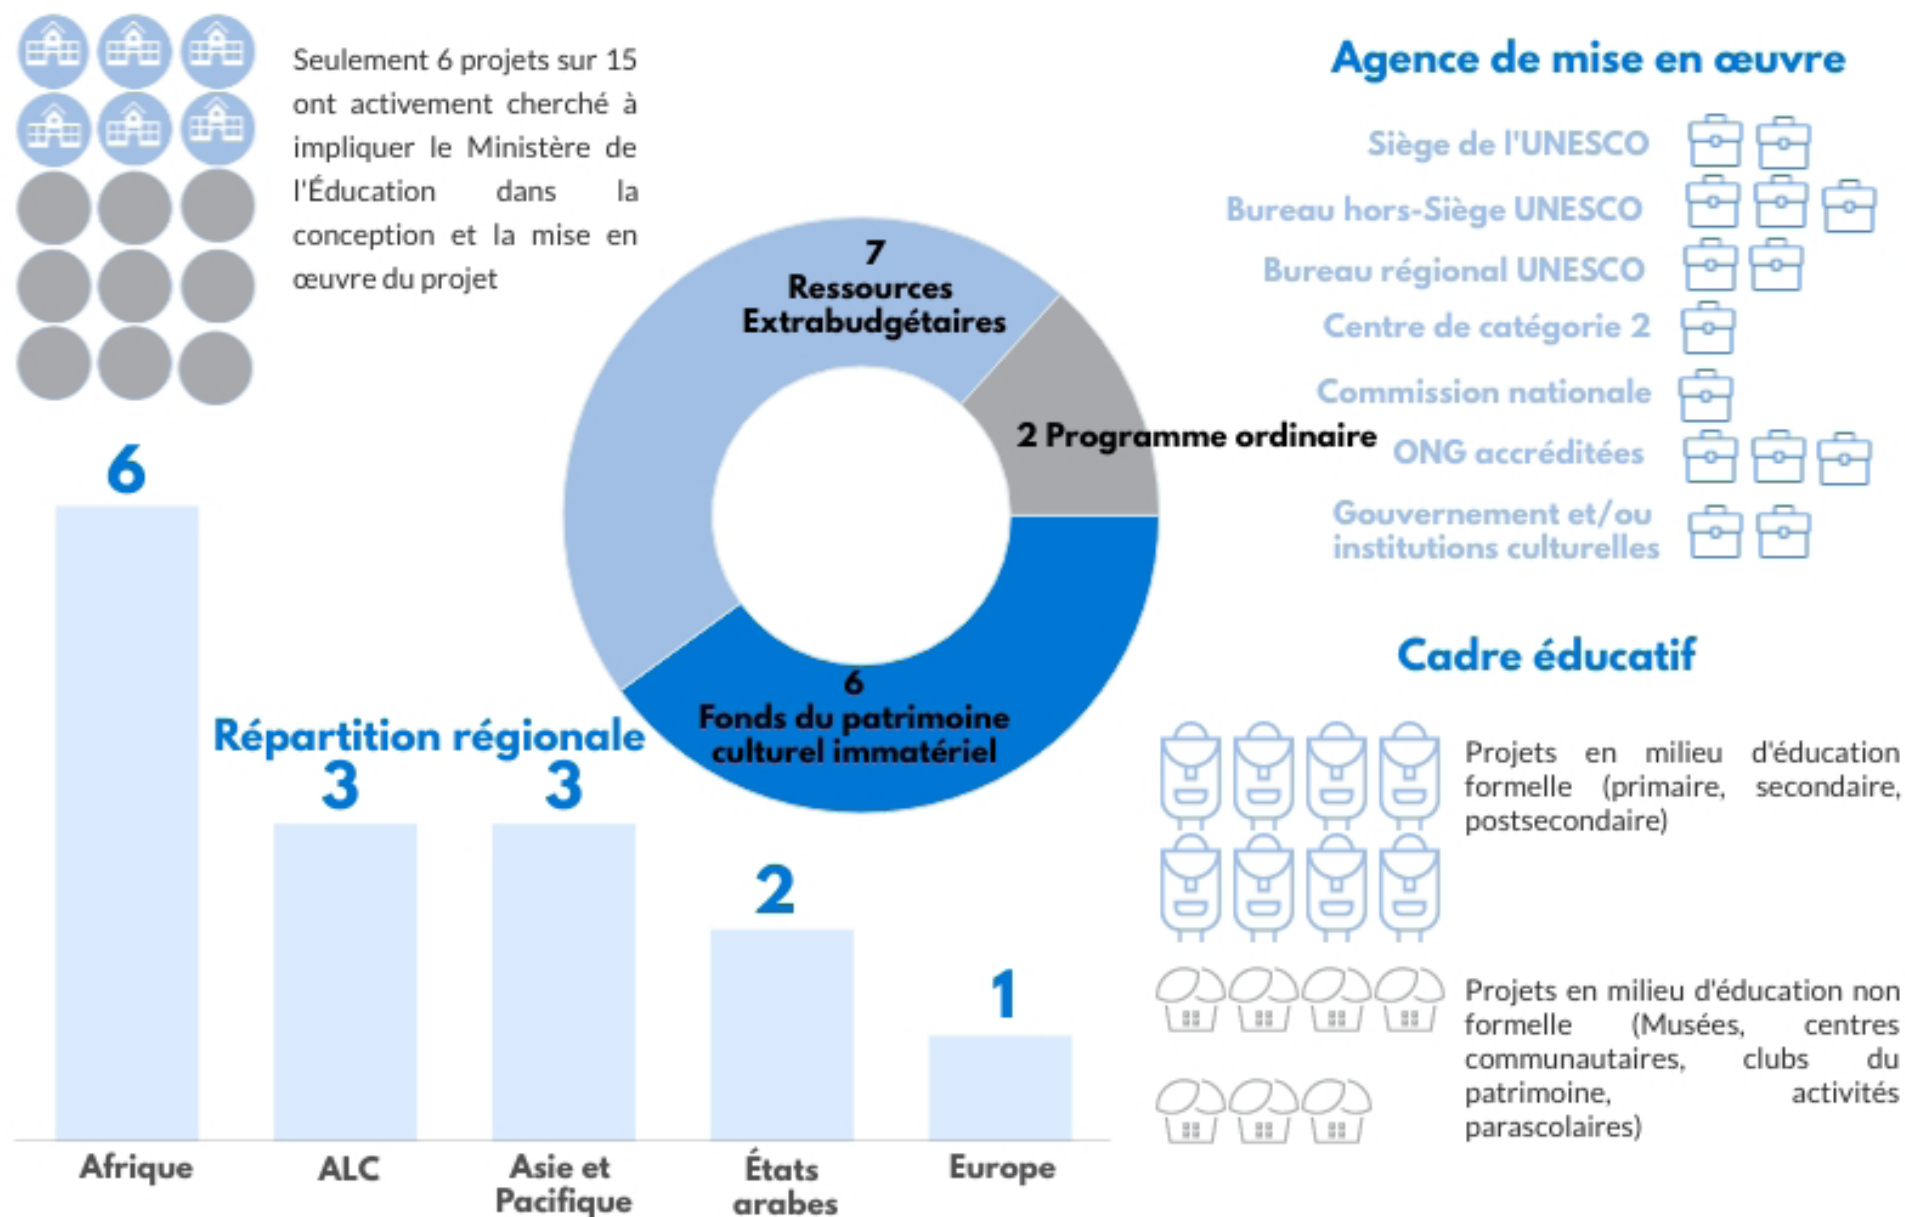 Seulement 6 projets sur 15
ont activement cherché à
impliquer le Ministère de
l'Éducation dans la
conception et la mise en
œuvre du projet
7
Ressources
Extrabudgétaires
2 Programme ordinaire
6
Fonds du patrimoine
culturel immatériel
Agence de mise en œuvre
Siège de l'UNESCO
Bureau hors-Siège UNESCO
Bureau régional UNESCO
Centre de catégorie 2
Commission nationale
ONG accréditées
Gouvernement et/ou
institutions culturelles
Répartition régionale
6
3
3
2
1
Afrique
ALC
Asie et
Pacifique
États
arabes
Europe
Cadre éducatif
Projets en milieu d'éducation
formelle (primaire, secondaire,
postsecondaire)
Projets en milieu d'éducation non
formelle (Musées, centres
communautaires, clubs du
patrimoine, activités
parascolaires)